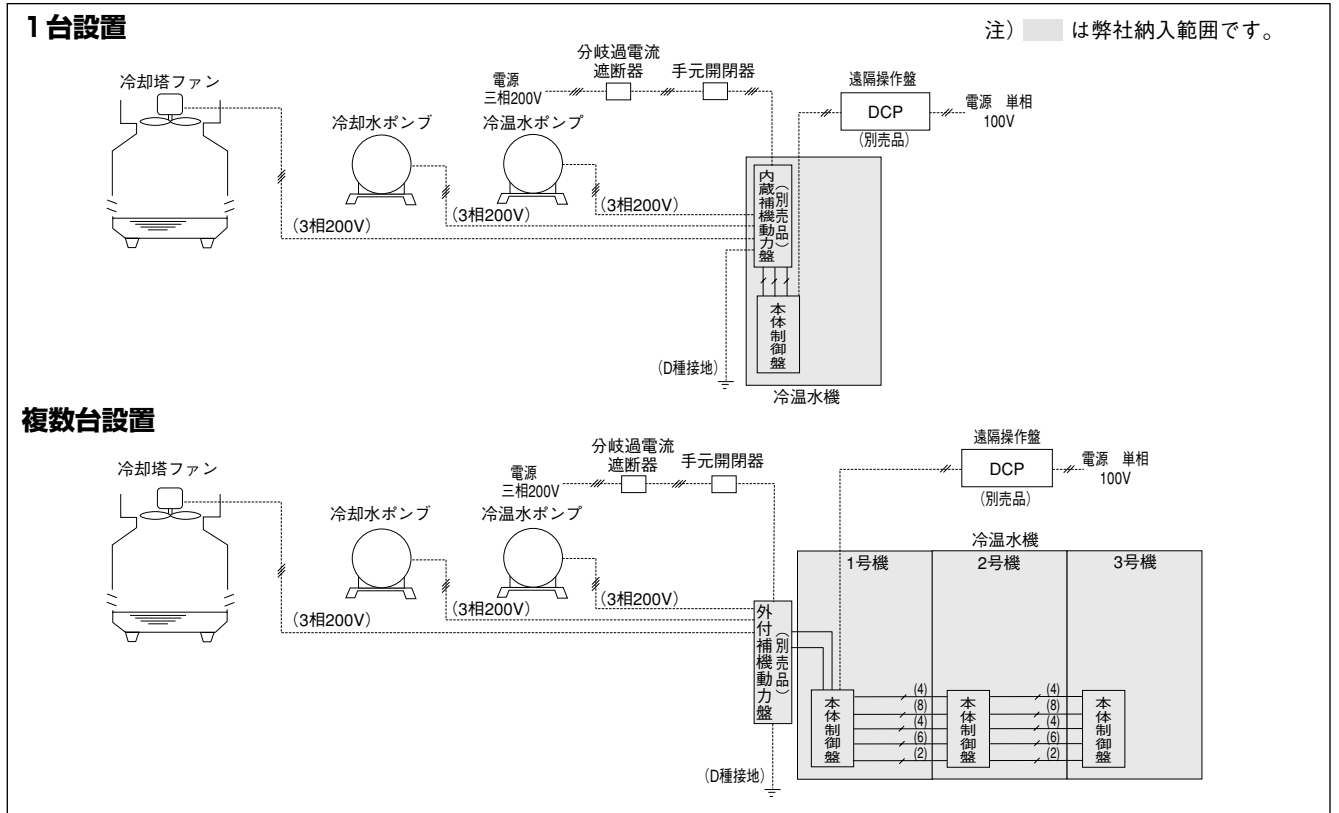 1台設置
注） は弊社納入範囲です。
冷却塔ファン
冷却水ポンプ
冷温水ポンプ
電源
三相200V
分岐過電流
遮断器
手元開閉器
遠隔操作盤
DCP
(別売品)
電源 単相
100V
(3相200V)
(3相200V)
(3相200V)
内蔵補機動力盤
(別売品)
本体制御盤
(D種接地)
冷温水機
複数台設置
冷却塔ファン
冷却水ポンプ
冷温水ポンプ
電源
三相200V
分岐過電流
遮断器
手元開閉器
遠隔操作盤
DCP
(別売品)
電源 単相
100V
冷温水機
1号機
2号機
3号機
(3相200V)
(3相200V)
(3相200V)
外付補機動力盤
(別売品)
本体制御盤
(4)
(8)
(4)
(6)
(2)
本体制御盤
(4)
(8)
(4)
(6)
(2)
本体制御盤
(D種接地)